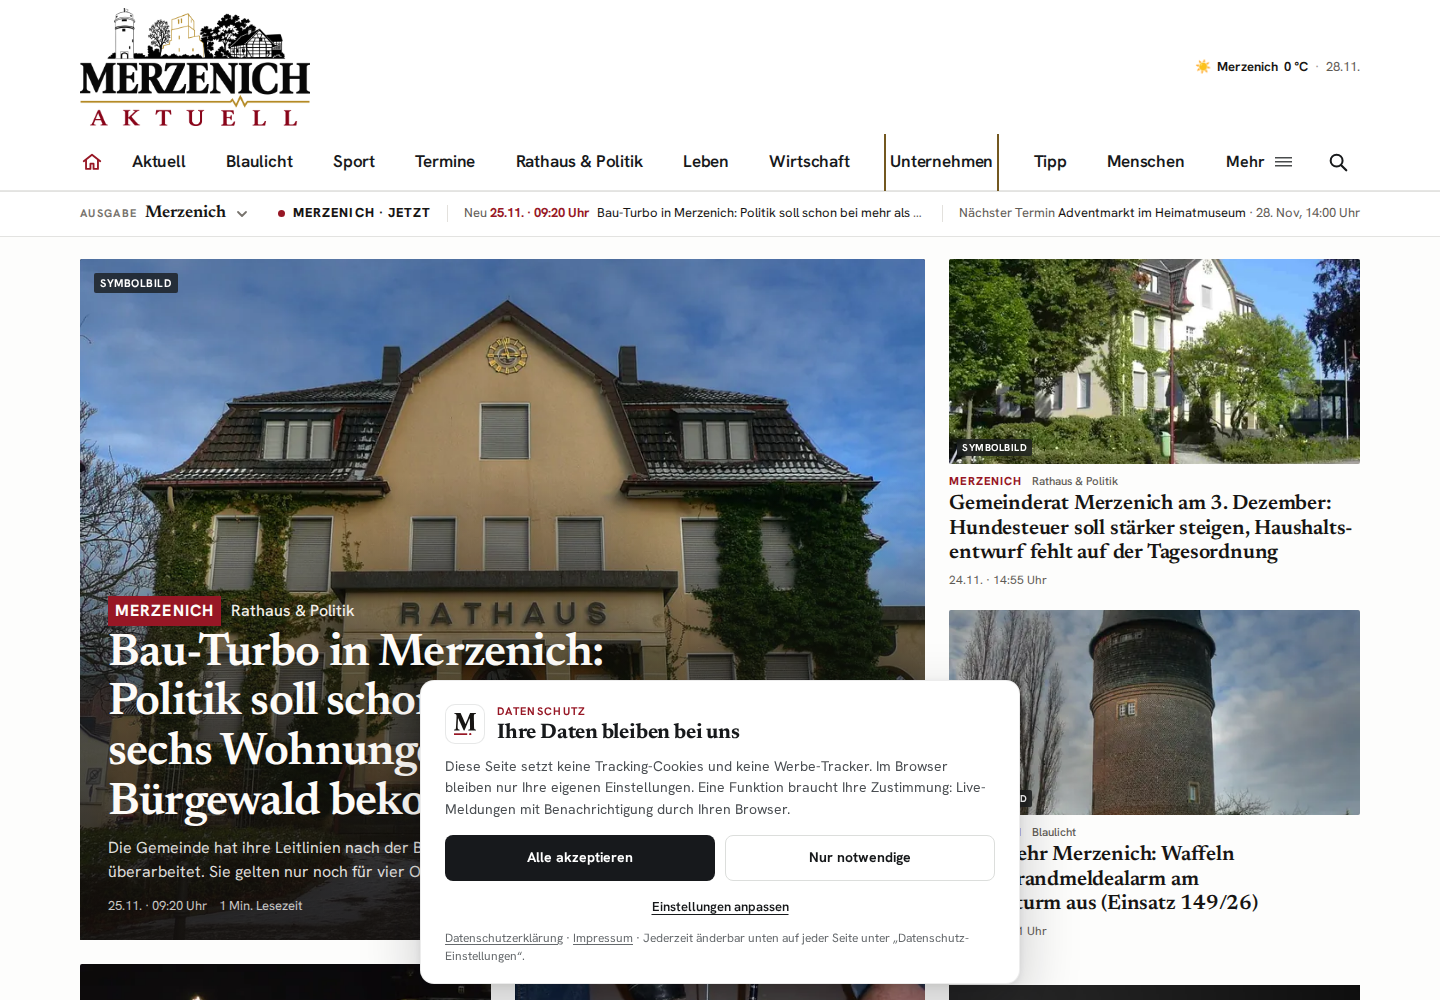 MERZENICH
AKTUELL
Merzenich 0 °C · 28.11.
Aktuell Blaulicht Sport Termine Rathaus & Politik Leben Wirtschaft Unternehmen Tipp Menschen Mehr
AUSGABE Merzenich
MERZENICH · JETZT
Neu 25.11. · 09:20 Uhr Bau-Turbo in Merzenich: Politik soll schon bei mehr als ...
Nächster Termin Adventmarkt im Heimatmuseum · 28. Nov, 14:00 Uhr
SYMBOLBILD
RATHAUS
MERZENICH Rathaus & Politik
Bau-Turbo in Merzenich:
Politik soll schon
sechs Wohnunge
Bürgewald beko
Die Gemeinde hat ihre Leitlinien nach der B
überarbeitet. Sie gelten nur noch für vier O
25.11. · 09:20 Uhr 1 Min. Lesezeit
SYMBOLBILD
MERZENICH Rathaus & Politik
Gemeinderat Merzenich am 3. Dezember:
Hundesteuer soll stärker steigen, Haushalts-
entwurf fehlt auf der Tagesordnung
24.11. · 14:55 Uhr
Blaulicht
ehr Merzenich: Waffeln
randmeldealarm am
turm aus (Einsatz 149/26)
1 Uhr
M
DATENSCHUTZ
Ihre Daten bleiben bei uns
Diese Seite setzt keine Tracking-Cookies und keine Werbe-Tracker. Im Browser
bleiben nur Ihre eigenen Einstellungen. Eine Funktion braucht Ihre Zustimmung: Live-
Meldungen mit Benachrichtigung durch Ihren Browser.
Alle akzeptieren
Nur notwendige
Einstellungen anpassen
Datenschutzerklärung · Impressum · Jederzeit änderbar unten auf jeder Seite unter „Datenschutz-
Einstellungen“.